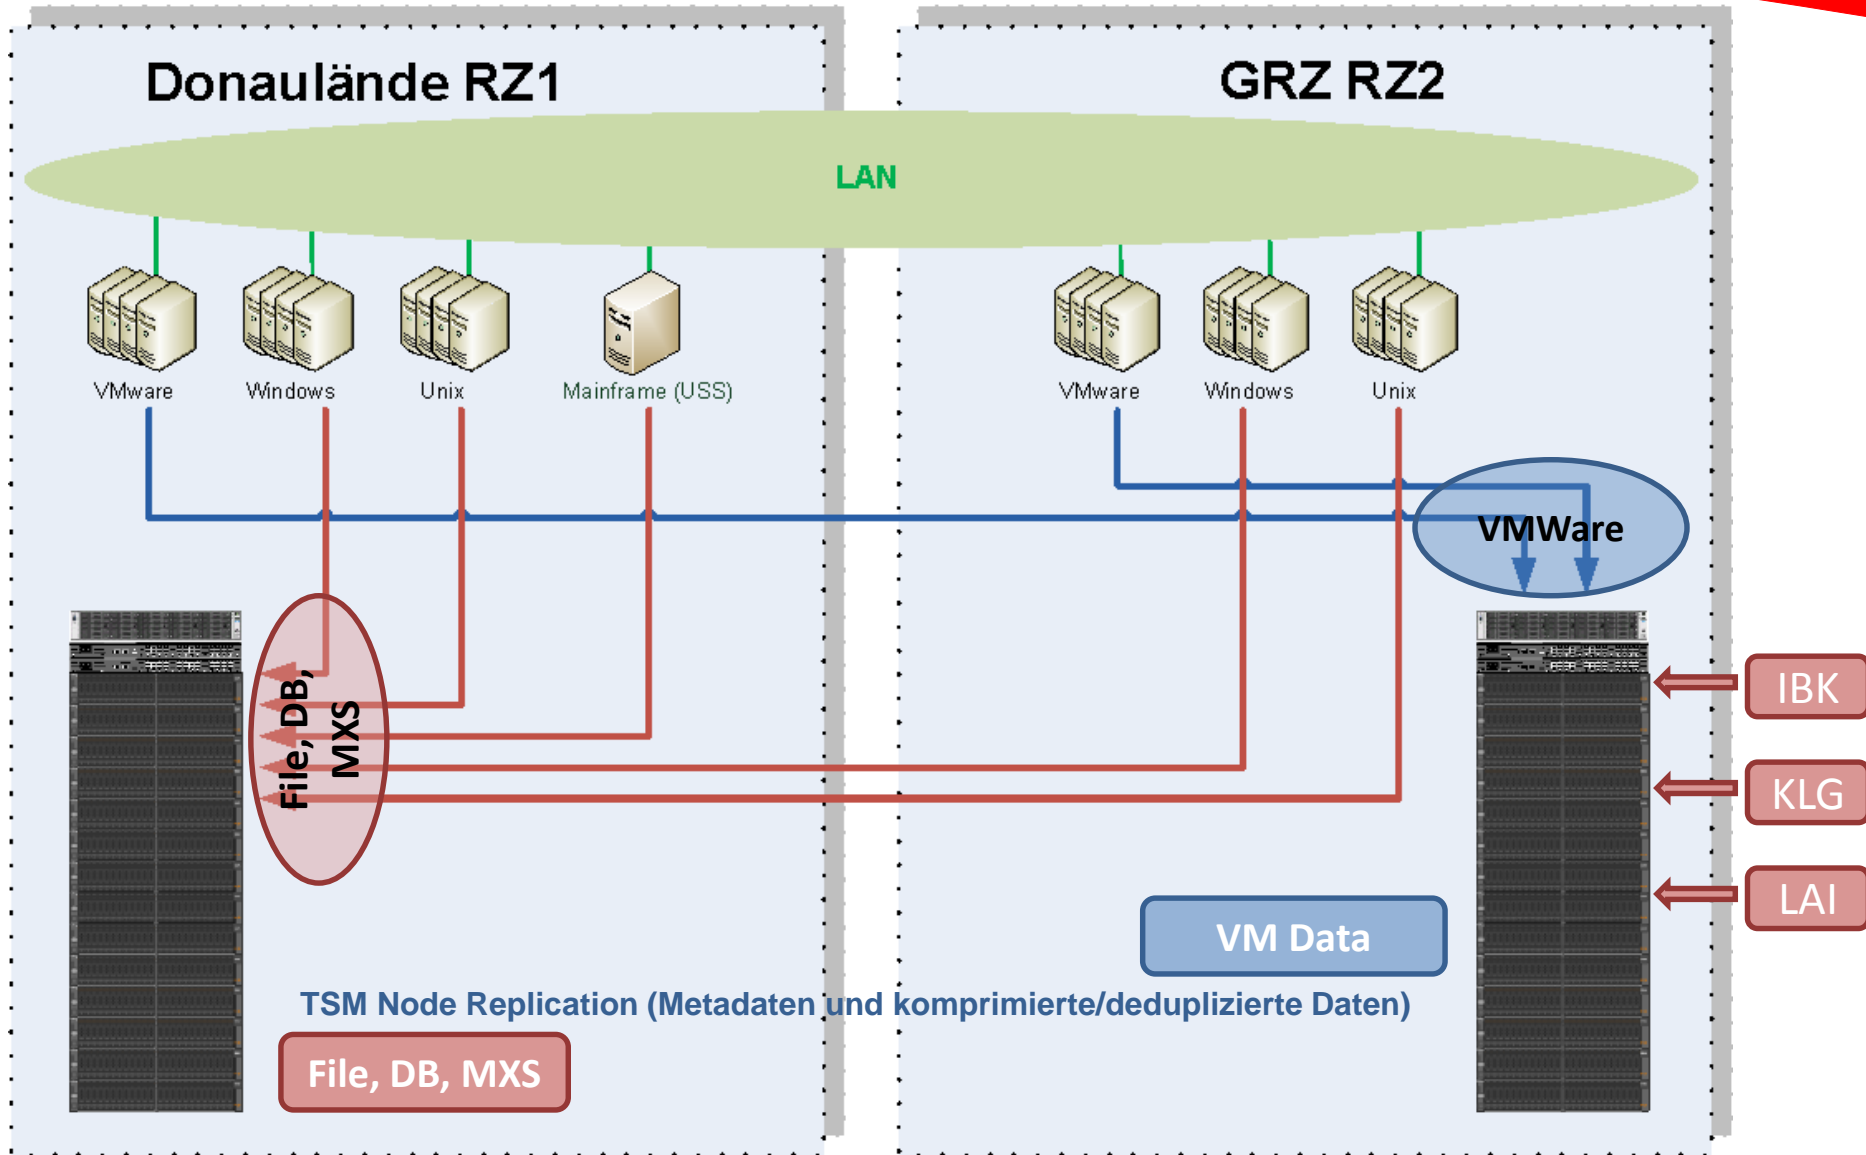 Donaulände RZ1
GRZ RZ2
LAN
VMware
Windows
Unix
Mainframe (USS)
VMware
Windows
Unix
VMWare
File, DB,
MXS
IBK
KLG
LAI
VM Data
TSM Node Replication (Metadaten und komprimierte/deduplizierte Daten)
File, DB, MXS